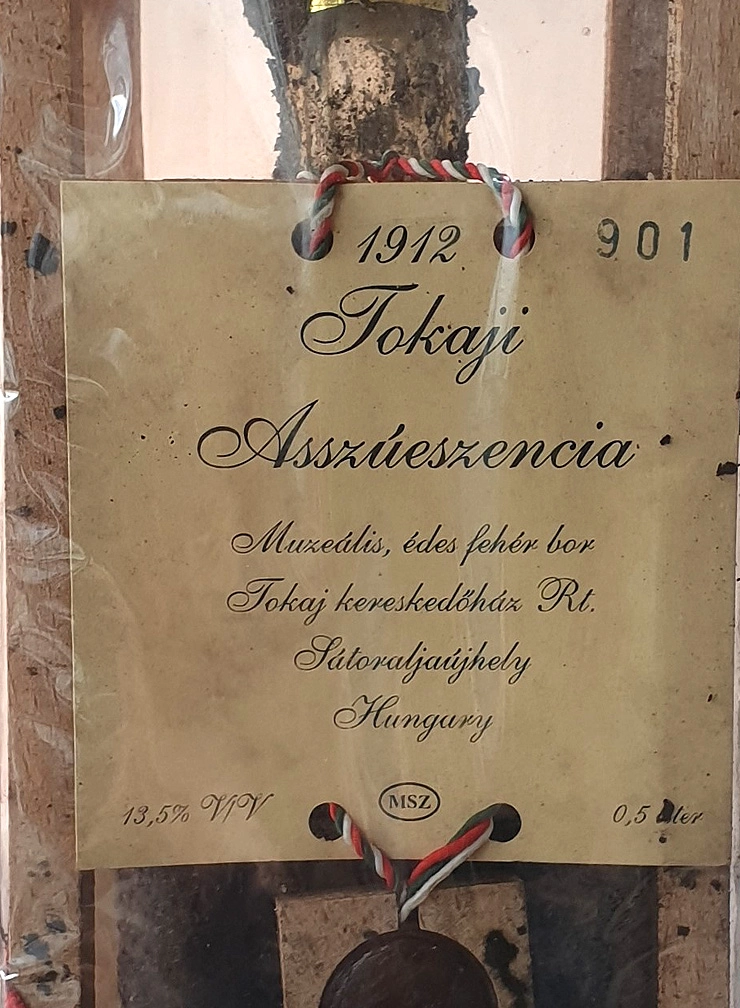 1912 901
Tokaji
Asszúeszencia
Muzeális, édes fehér bor
Tokaj kereskedőház Rt.
Sátoraljaújhely
Hungary
13,5% V/V MSZ 0,5 liter